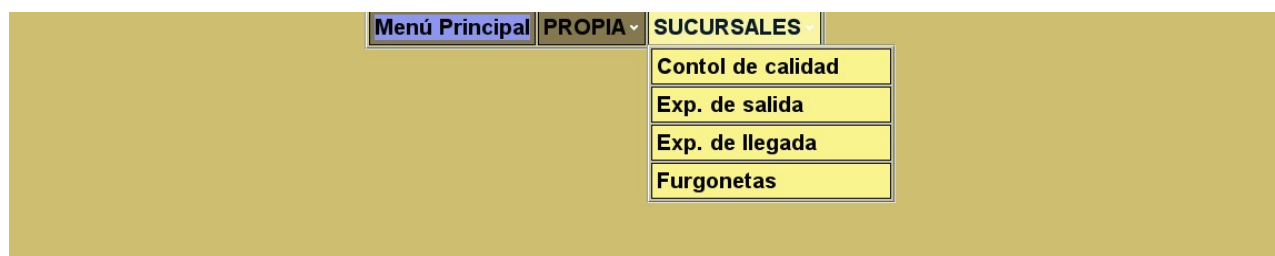 Menú Principal PROPIA SUCURSALES
Contol de calidad
Exp. de salida
Exp. de llegada
Furgonetas